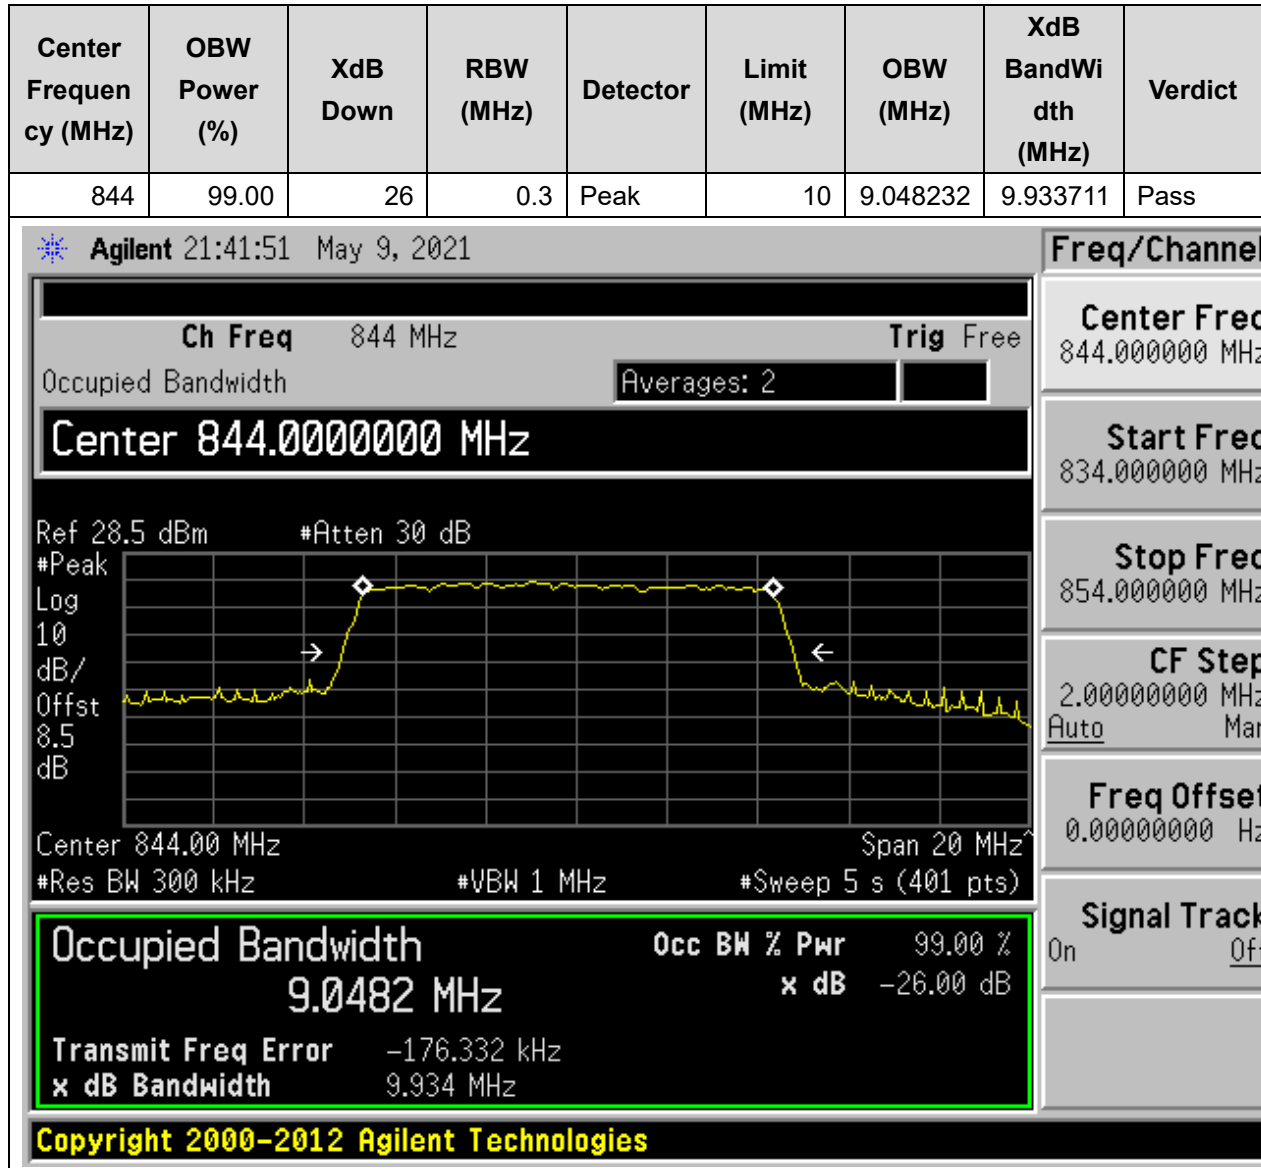 Center Frequen cy (MHz) OBW Power (%) XdB Down RBW (MHz) Detector Limit (MHz) OBW (MHz) XdB BandWi dth (MHz) Verdict
844 99.00 26 0.3 Peak 10 9.048232 9.933711 Pass
Agilent 21:41:51 May 9, 2021
Freq/Channel
Ch Freq 844 MHz Trig Free
Occupied Bandwidth Averages: 2
Center 844.0000000 MHz
Ref 28.5 dBm #Atten 30 dB
#Peak
Log
10
dB/
Offst
8.5
dB
Center 844.00 MHz Span 20 MHz^
#Res BW 300 kHz #VBW 1 MHz #Sweep 5 s (401 pts)
Occupied Bandwidth Occ BW % Pwr 99.00 %
9.0482 MHz x dB -26.00 dB
Transmit Freq Error -176.332 kHz
x dB Bandwidth 9.934 MHz
Center Freq
844.000000 MHz
Start Freq
834.000000 MHz
Stop Freq
854.000000 MHz
CF Step
2.00000000 MHz
Auto Man
Freq Offset
0.00000000 Hz
Signal Track
On Off
Copyright 2000-2012 Agilent Technologies